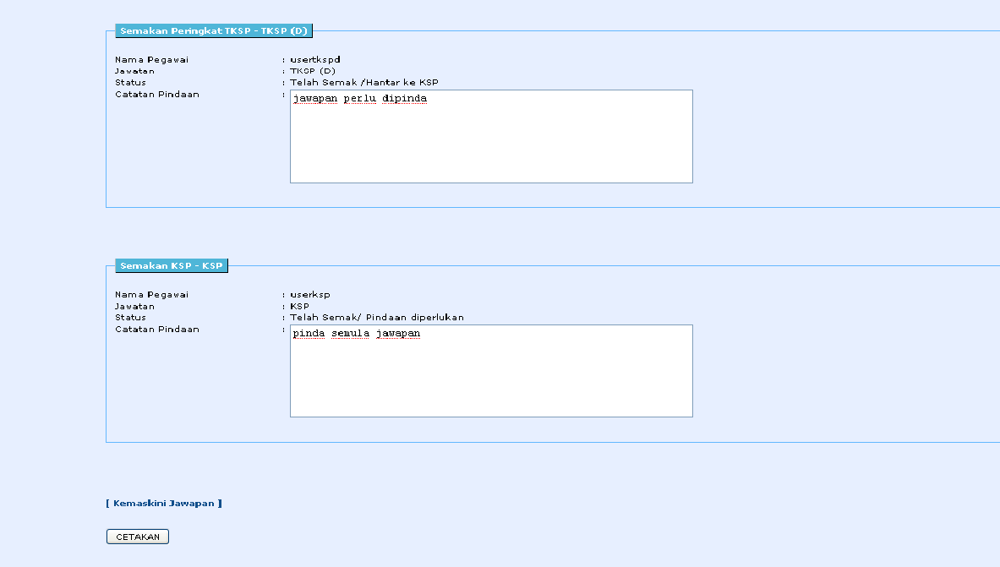 Semakan Peringkat TKSP - TKSP (D)
Nama Pegawai : usertkspd
Jawatan : TKSP (D)
Status : Telah Semak /Hantar ke KSP
Catatan Pindaan : jawapan perlu dipinda
Semakan KSP - KSP
Nama Pegawai : userksp
Jawatan : KSP
Status : Telah Semak/ Pindaan diperlukan
Catatan Pindaan : pinda semula jawapan
[ Kemaskini Jawapan ]
CETAKAN